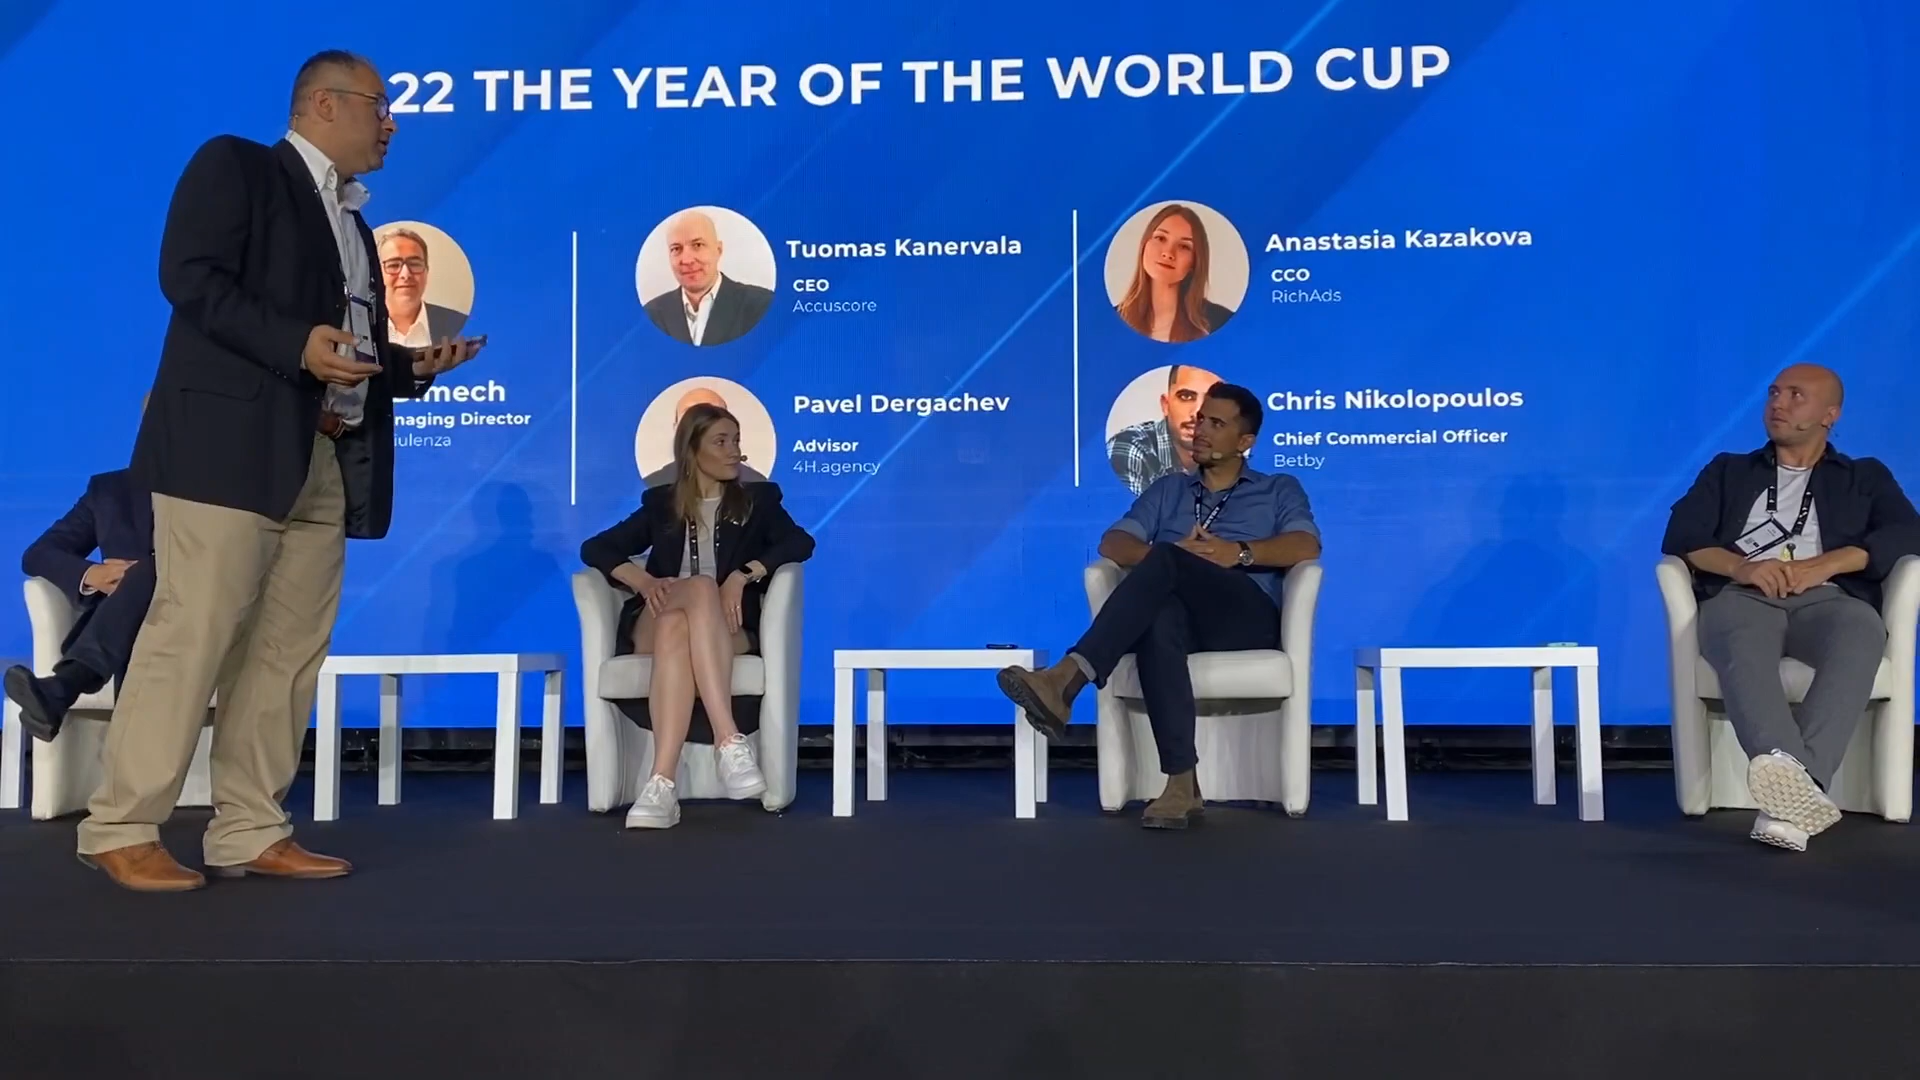 22 THE YEAR OF THE WORLD CUP
Tuomas Kanervala
CEO
Accuscore
Anastasia Kazakova
CCO
RichAds
Dimech
naging Director
iulenza
Pavel Dergachev
Advisor
4H.agency
Chris Nikolopoulos
Chief Commercial Officer
Betby